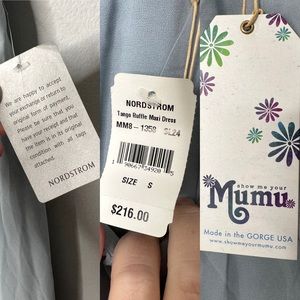 We are happy to accept
your exchange or return to
original form of payment.
Please be sure you
have your receipt and that
the item is in its original
condition with all tags
attached.
NORDSTROM
NORDSTROM
Tango Ruffle Maxi Dress
MM8-1358
SIZE S
$216.00
show me your
Mumu
Made in the GORGE USA
www.showmeyourmumu.com